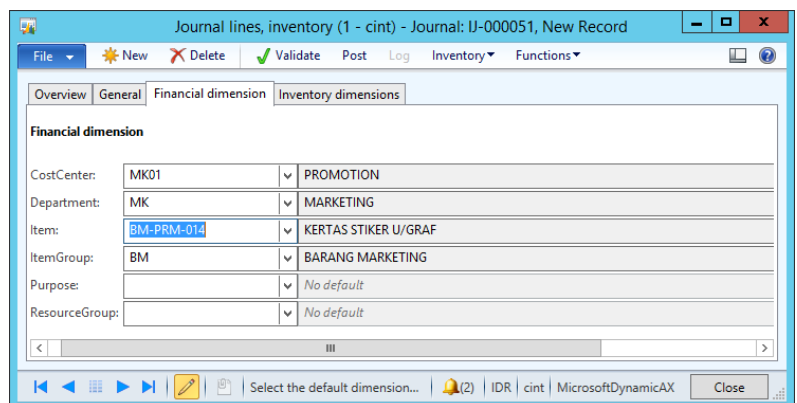 Journal lines, inventory (1 - cint) - Journal: IJ-000051, New Record
File New Delete Validate Post Log Inventory Functions
Overview General Financial dimension Inventory dimensions
Financial dimension
CostCenter: MK01 PROMOTION
Department: MK MARKETING
Item: BM-PRM-014 KERTAS STIKER U/GRAF
ItemGroup: BM BARANG MARKETING
Purpose: No default
ResourceGroup: No default
Select the default dimension... (2) IDR cint MicrosoftDynamicAX Close